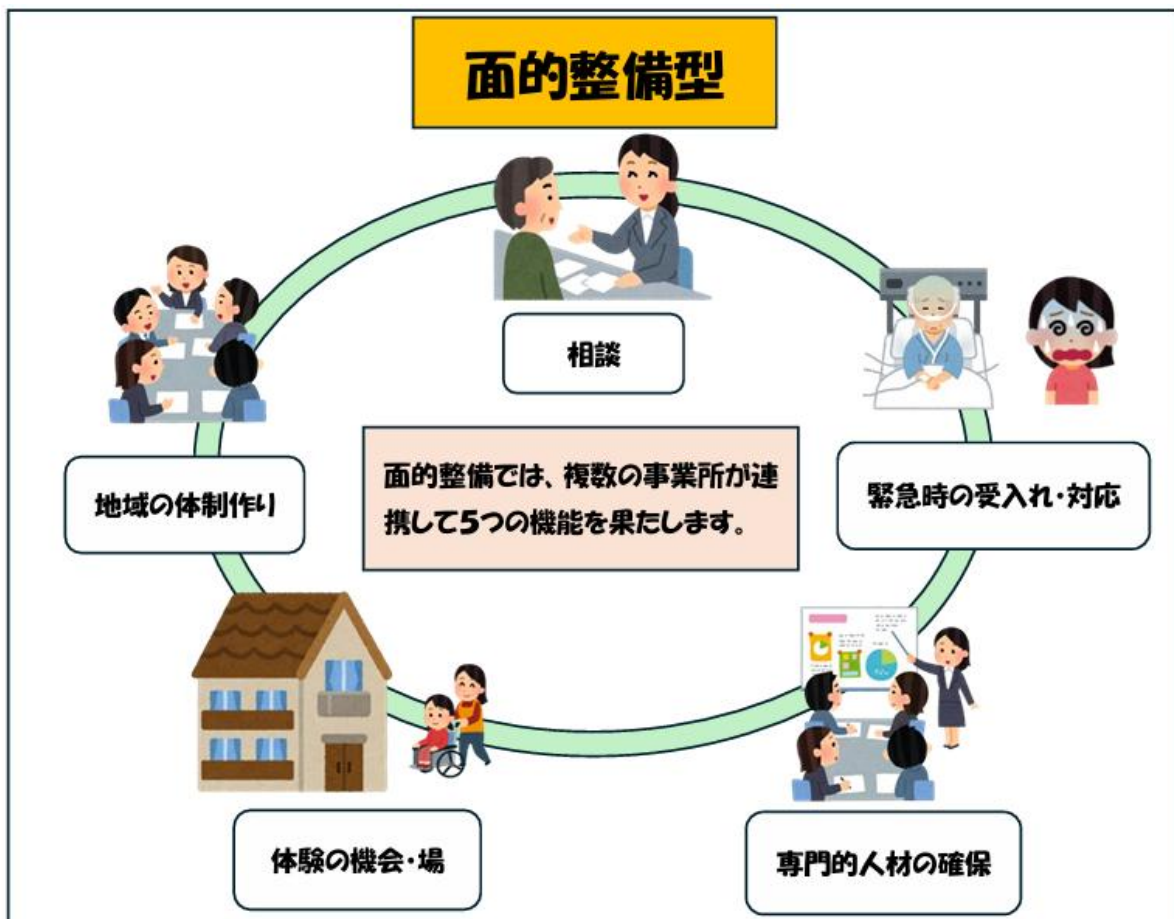 面的整備型
相談
緊急時の受入れ・対応
地域の体制作り
面的整備では、複数の事業所が連
携して5つの機能を果たします。
体験の機会・場
専門的人材の確保